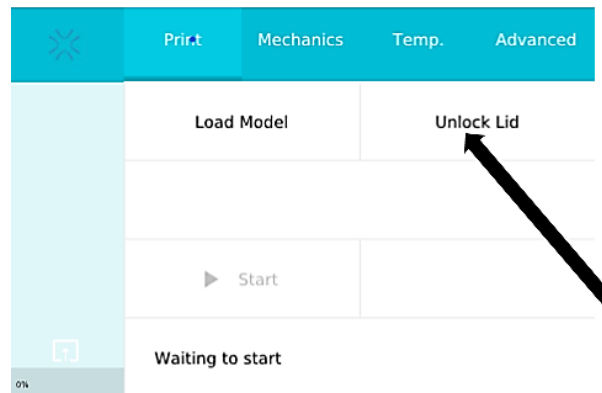 Print Mechanics Temp. Advanced
Load Model Unlock Lid
Start
Waiting to start
0%